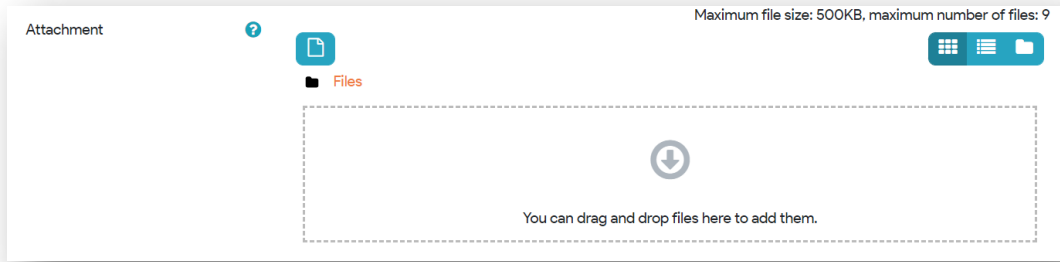 Maximum file size: 500KB, maximum number of files: 9
Attachment
Files
You can drag and drop files here to add them.